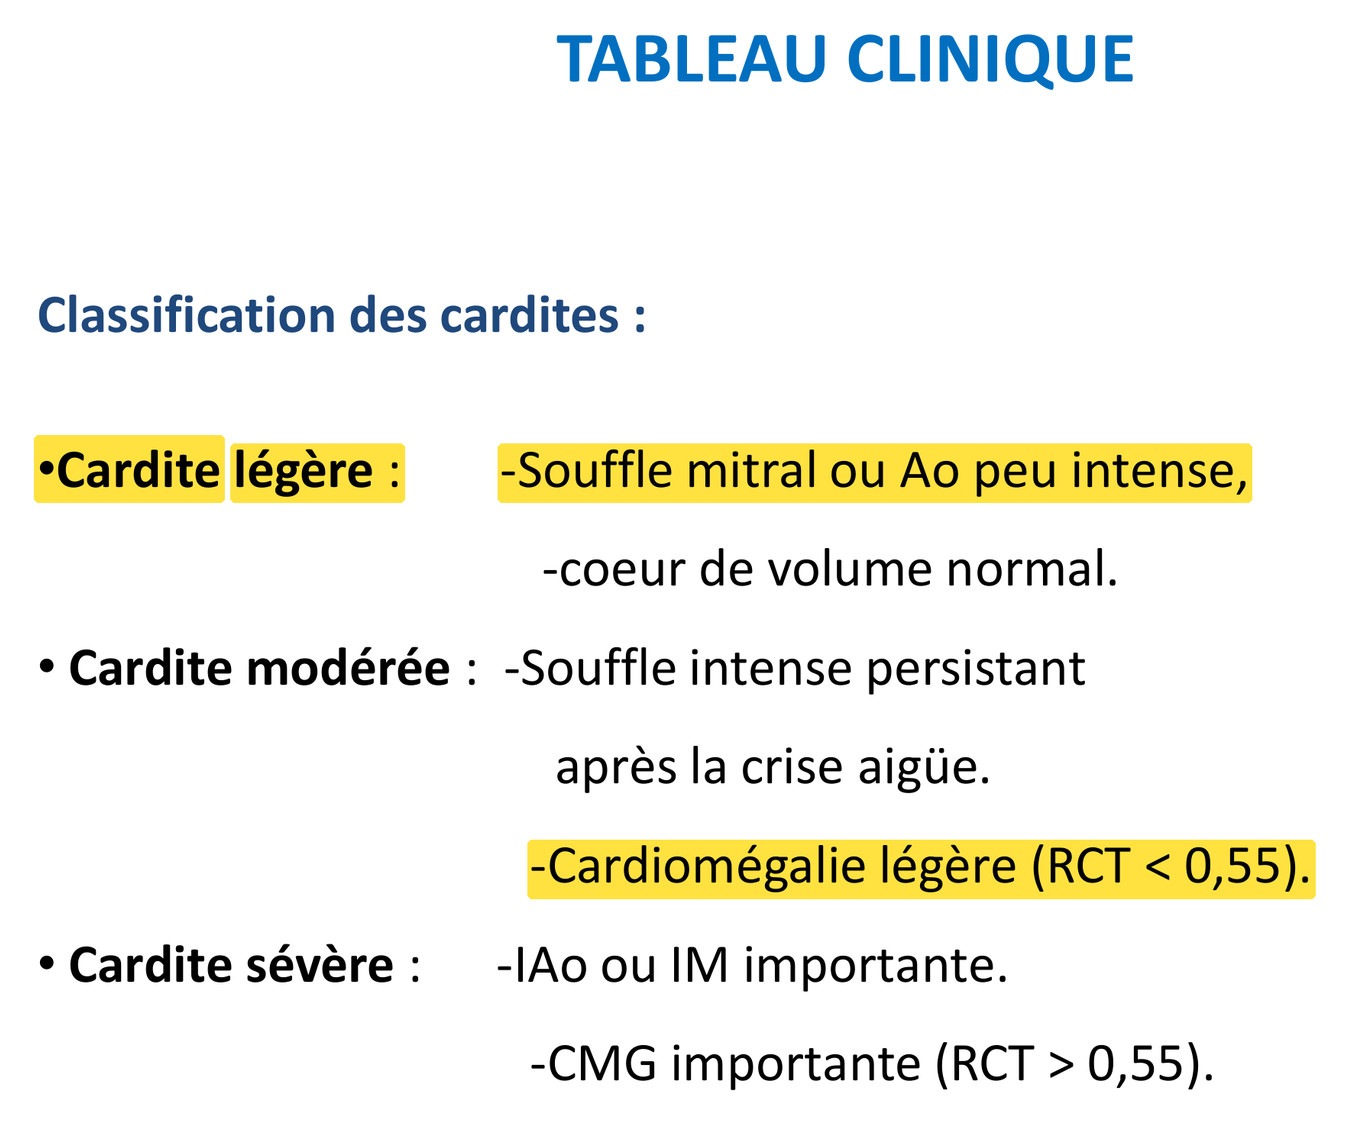 TABLEAU CLINIQUE
Classification des cardites :
•Cardite légère : -Souffle mitral ou Ao peu intense,
-coeur de volume normal.
• Cardite modérée : -Souffle intense persistant
après la crise aigüe.
-Cardiomégalie légère (RCT < 0,55).
• Cardite sévère : -IAo ou IM importante.
-CMG importante (RCT > 0,55).